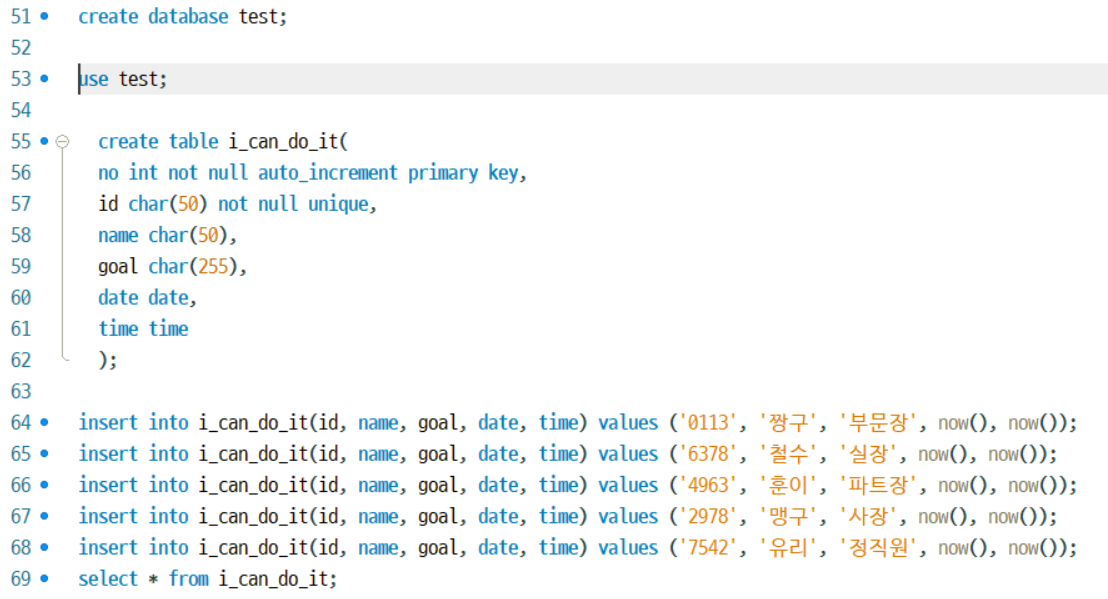 51 create database test;
52
53 use test;
54
55 create table i_can_do_it(
56 no int not null auto_increment primary key,
57 id char(50) not null unique,
58 name char(50),
59 goal char(255),
60 date date,
61 time time
62 );
63
64 insert into i_can_do_it(id, name, goal, date, time) values ('0113', '짱구', '부문장', now(), now());
65 insert into i_can_do_it(id, name, goal, date, time) values ('6378', '철수', '실장', now(), now());
66 insert into i_can_do_it(id, name, goal, date, time) values ('4963', '훈이', '파트장', now(), now());
67 insert into i_can_do_it(id, name, goal, date, time) values ('2978', '맹구', '사장', now(), now());
68 insert into i_can_do_it(id, name, goal, date, time) values ('7542', '유리', '정직원', now(), now());
69 select * from i_can_do_it;